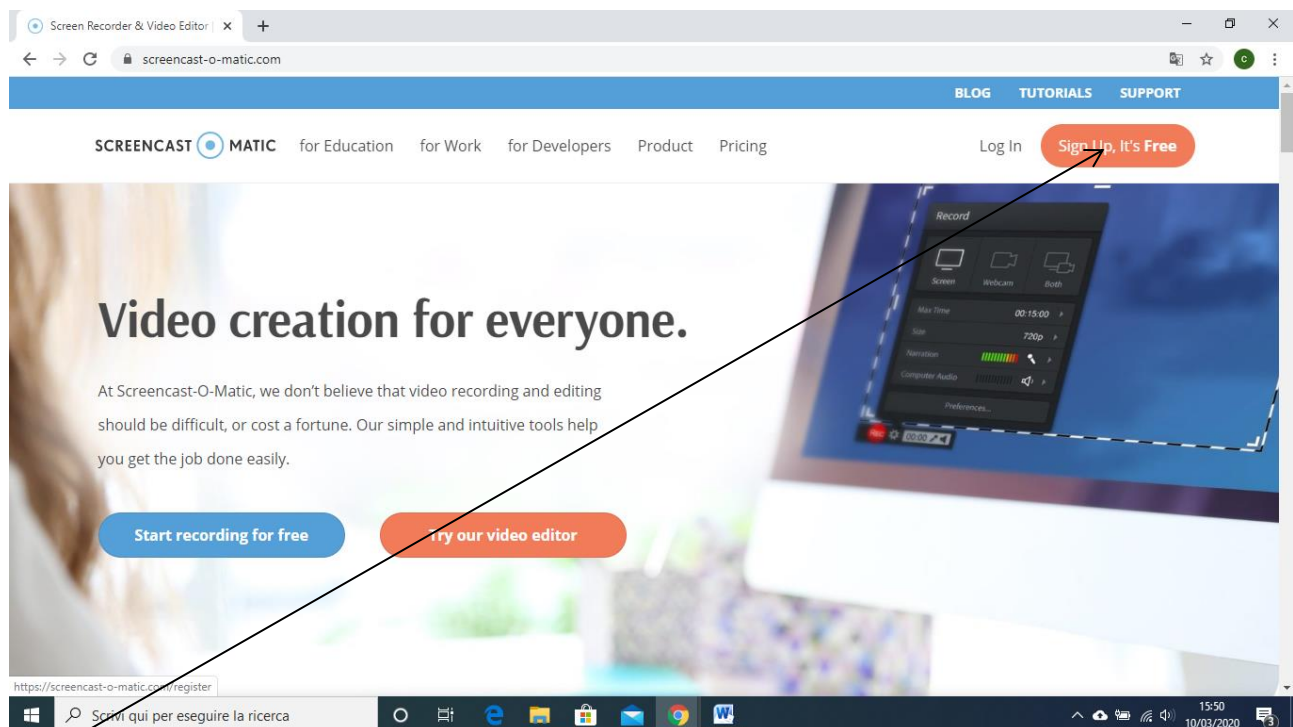 Screen Recorder & Video Editor |
screencast-o-matic.com
C
BLOG TUTORIALS SUPPORT
SCREENCAST O MATIC for Education for Work for Developers Product Pricing Log In Sign Up, It's Free
Record
Screen Webcam Both
Max Time 00:15:00
Size 720p
Narration
Computer Audio
Preferences...
REC 00:00
Video creation for everyone.
At Screencast-O-Matic, we don't believe that video recording and editing
should be difficult, or cost a fortune. Our simple and intuitive tools help
you get the job done easily.
Start recording for free Try our video editor
https://screencast-o-matic.com/register
Scrivi qui per eseguire la ricerca
15:50
10/03/2020
3